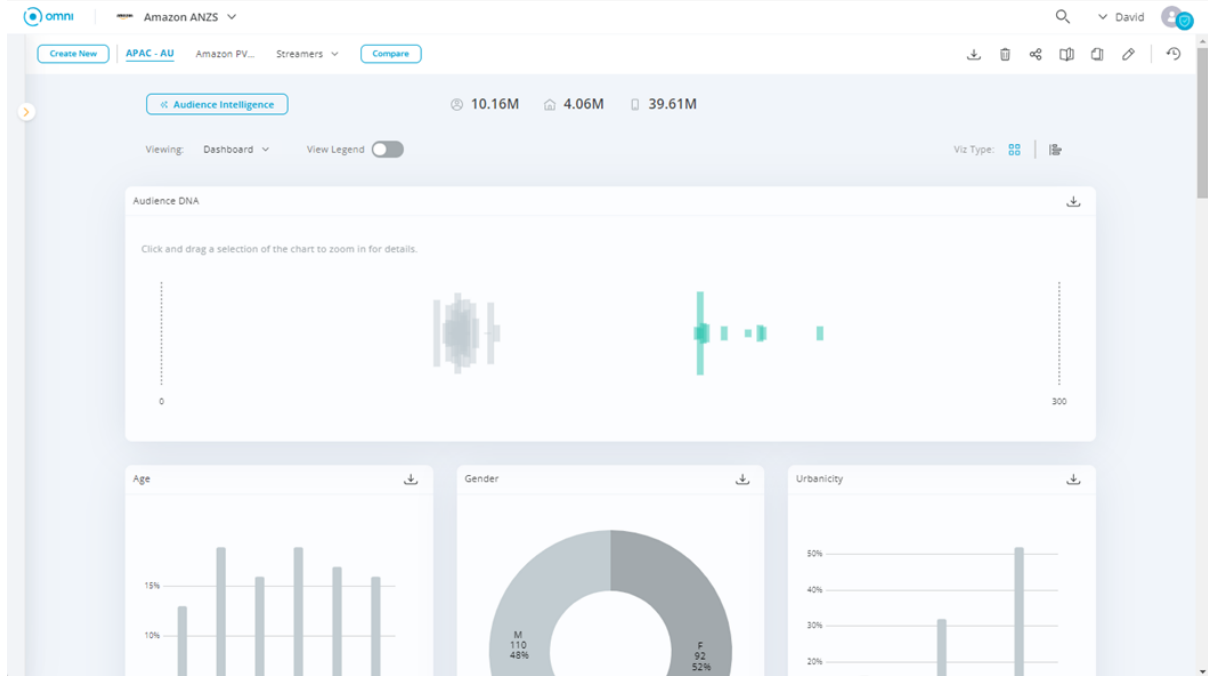 omni
Amazon ANZS
David
Create New
APAC - AU
Amazon PV...
Streamers
Compare
Audience Intelligence
10.16M
4.06M
39.61M
Viewing:
Dashboard
View Legend
Viz Type:
Audience DNA
Click and drag a selection of the chart to zoom in for details.
0
300
Age
Gender
Urbanicity
15%
10%
M
110
48%
F
92
52%
50%
40%
30%
20%